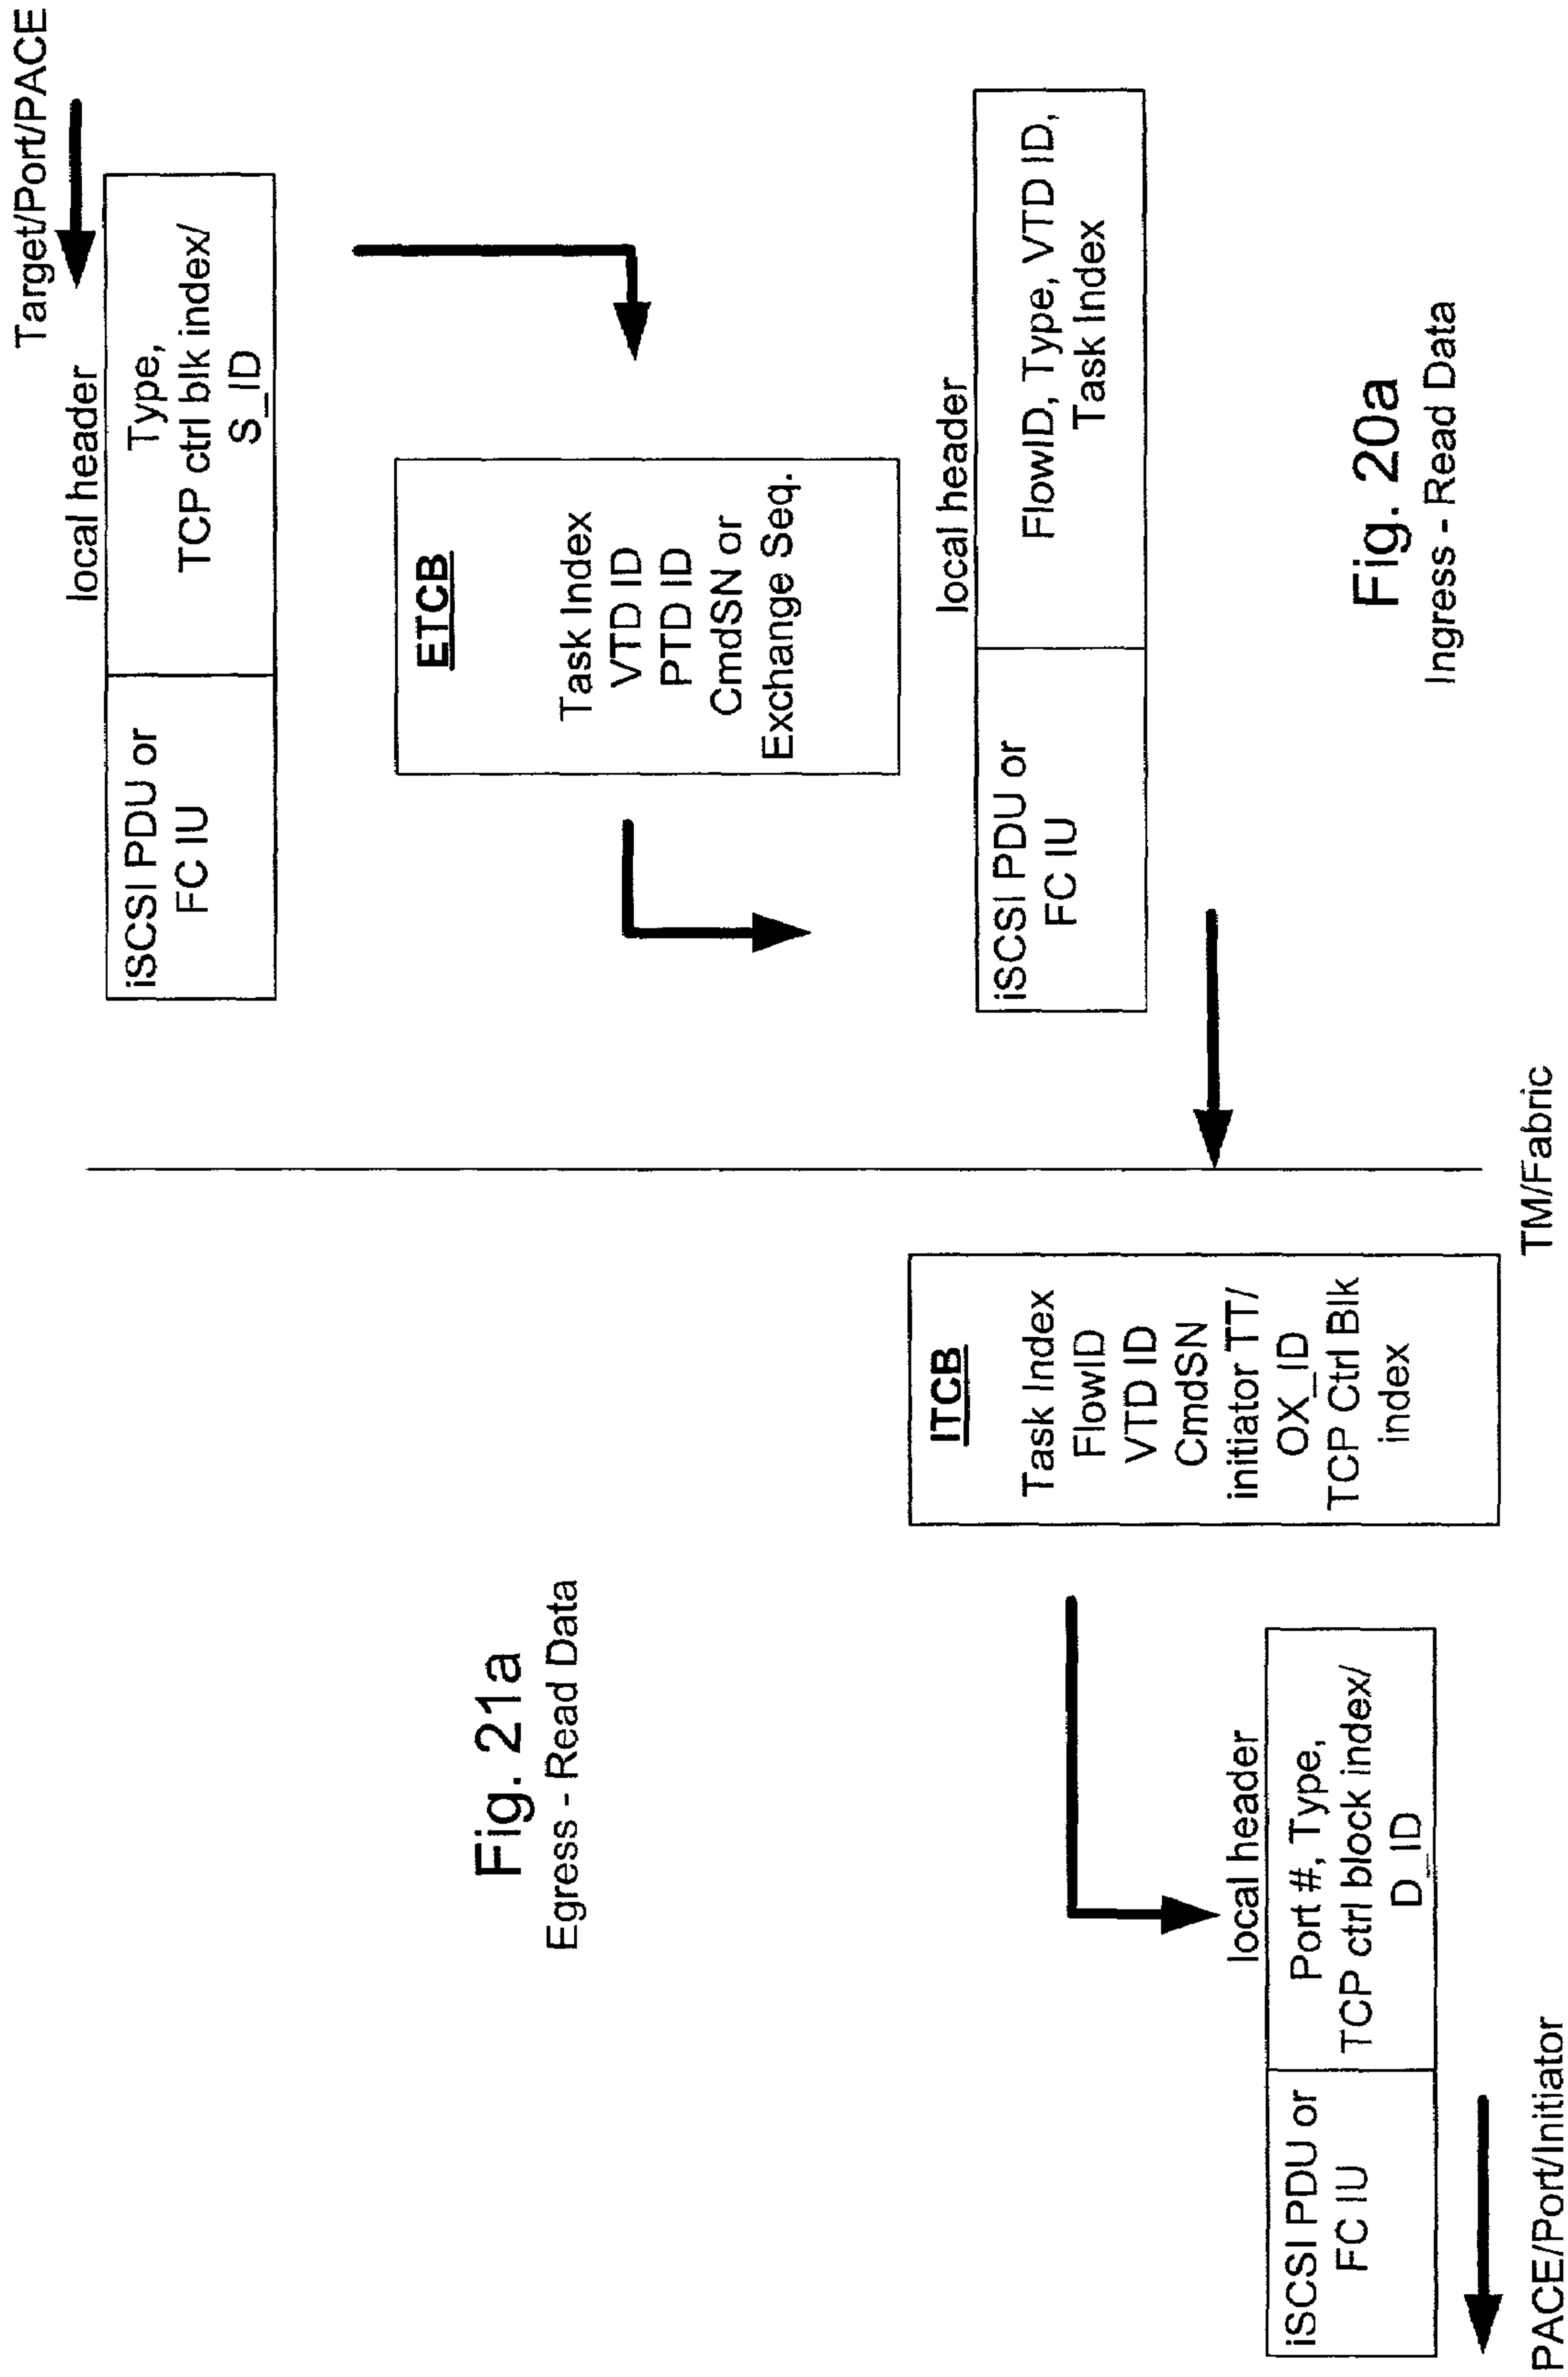 Target/Port/PACE
local header
iSCSI PDU or
FC IU
Type,
TCP ctrl blk index/
S_ID
ETCB
Task Index
VTD ID
PTD ID
CmdSN or
Exchange Seq.
local header
iSCSI PDU or
FC IU
FlowID, Type, VTD ID,
Task Index
Fig. 20a
Ingress - Read Data
TM/Fabric
Fig. 21a
Egress - Read Data
ITCB
Task Index
FlowID
VTD ID
CmdSN
initiator TT/
OX_ID
TCP Ctrl Blk
index
local header
iSCSI PDU or
FC IU
Port #, Type,
TCP ctrl block index/
D_ID
PACE/Port/Initiator